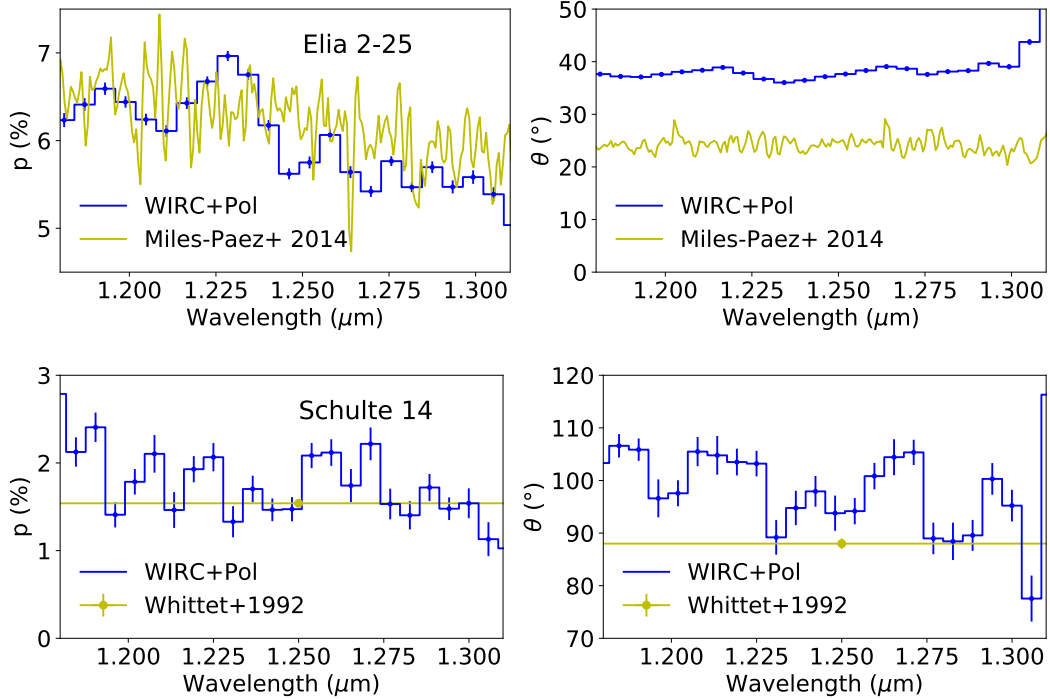 Elia 2-25
p (%)
7
6
5
WIRC+Pol
Miles-Paez+ 2014
1.200 1.225 1.250 1.275 1.300
Wavelength (μm)
θ (°)
50
40
30
20
10
0
WIRC+Pol
Miles-Paez+ 2014
1.200 1.225 1.250 1.275 1.300
Wavelength (μm)
Schulte 14
p (%)
3
2
1
0
WIRC+Pol
Whittet+1992
1.200 1.225 1.250 1.275 1.300
Wavelength (μm)
θ (°)
120
110
100
90
80
70
WIRC+Pol
Whittet+1992
1.200 1.225 1.250 1.275 1.300
Wavelength (μm)